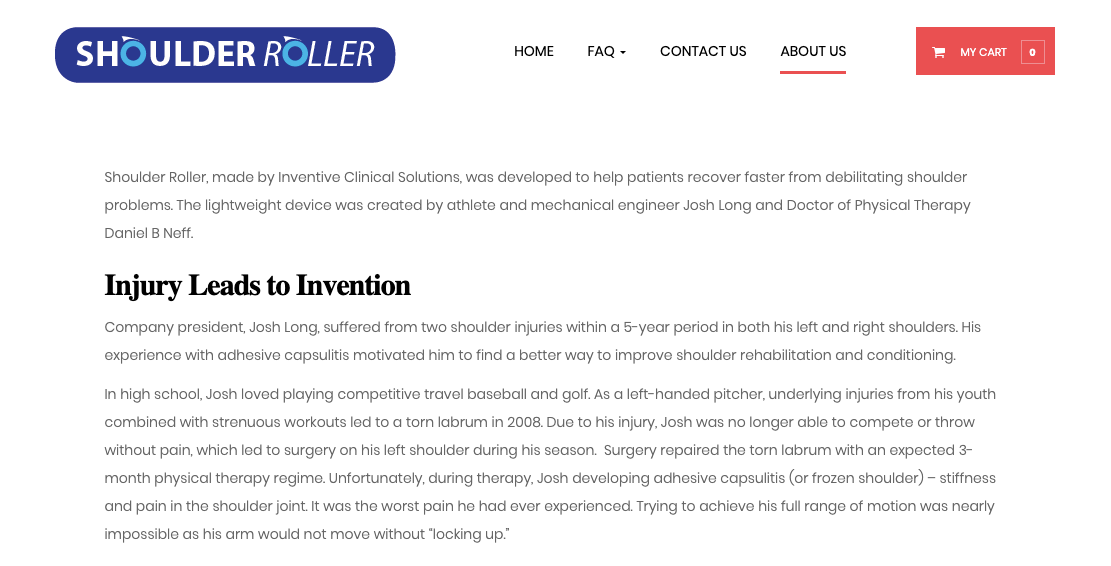 SHOULDER ROLLER
HOME FAQ CONTACT US ABOUT US MY CART 0
Shoulder Roller, made by Inventive Clinical Solutions, was developed to help patients recover faster from debilitating shoulder
problems. The lightweight device was created by athlete and mechanical engineer Josh Long and Doctor of Physical Therapy
Daniel B Neff.
Injury Leads to Invention
Company president, Josh Long, suffered from two shoulder injuries within a 5-year period in both his left and right shoulders. His
experience with adhesive capsulitis motivated him to find a better way to improve shoulder rehabilitation and conditioning.
In high school, Josh loved playing competitive travel baseball and golf. As a left-handed pitcher, underlying injuries from his youth
combined with strenuous workouts led to a torn labrum in 2008. Due to his injury, Josh was no longer able to compete or throw
without pain, which led to surgery on his left shoulder during his season.  Surgery repaired the torn labrum with an expected 3-
month physical therapy regime. Unfortunately, during therapy, Josh developing adhesive capsulitis (or frozen shoulder) – stiffness
and pain in the shoulder joint. It was the worst pain he had ever experienced. Trying to achieve his full range of motion was nearly
impossible as his arm would not move without “locking up.”